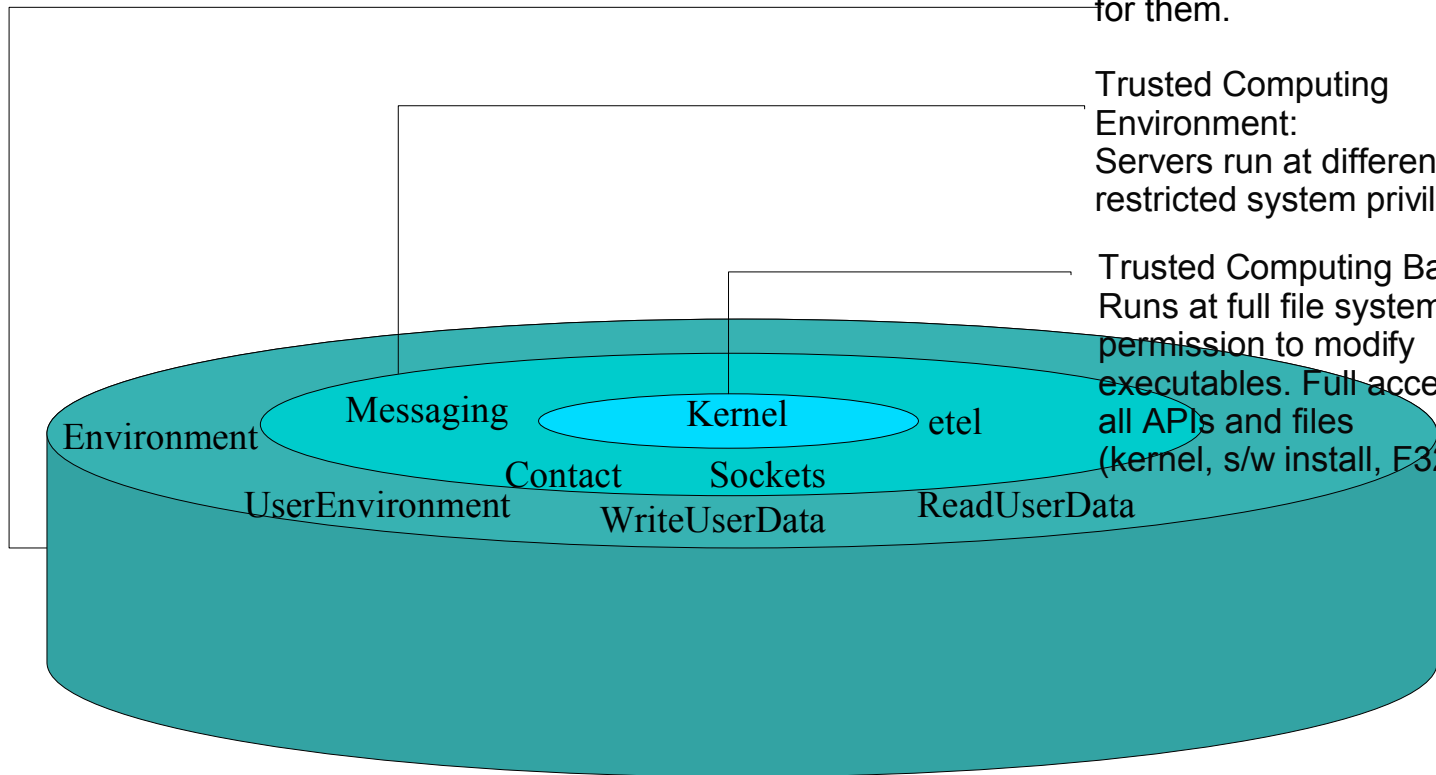 for them.
Trusted Computing
Environment:
Servers run at differen
restricted system privil
Trusted Computing Ba
Runs at full file system
permission to modify
executables. Full acce
all APIs and files
(kernel, s/w install, F32
Messaging
Kernel
etel
Environment
Contact
Sockets
UserEnvironment
WriteUserData
ReadUserData